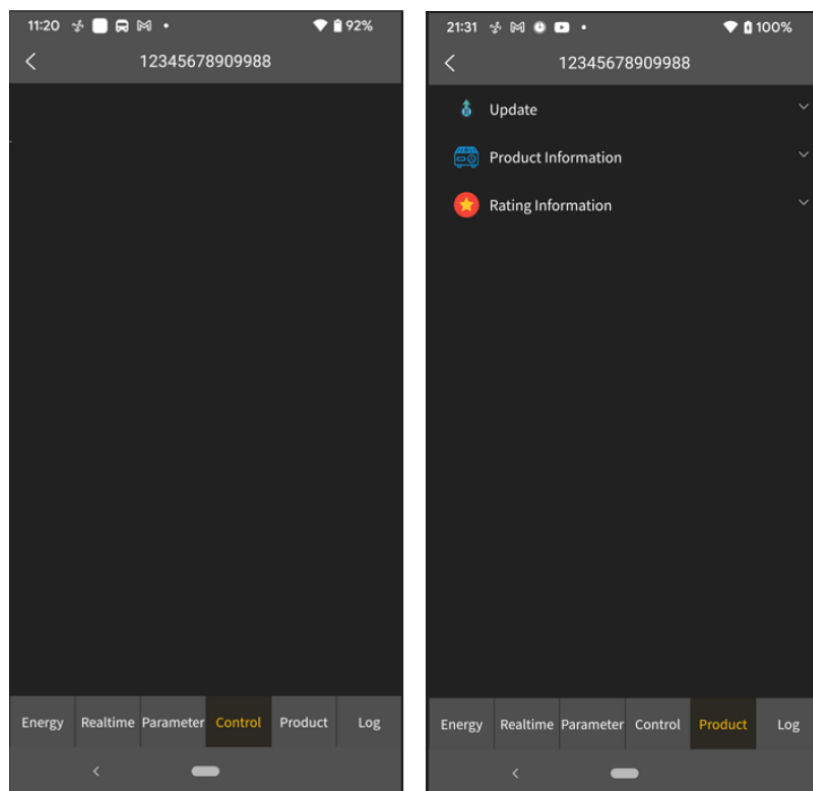 11:20 92%
12345678909988
Energy Realtime Parameter Control Product Log
21:31 100%
12345678909988
Update
Product Information
Rating Information
Energy Realtime Parameter Control Product Log